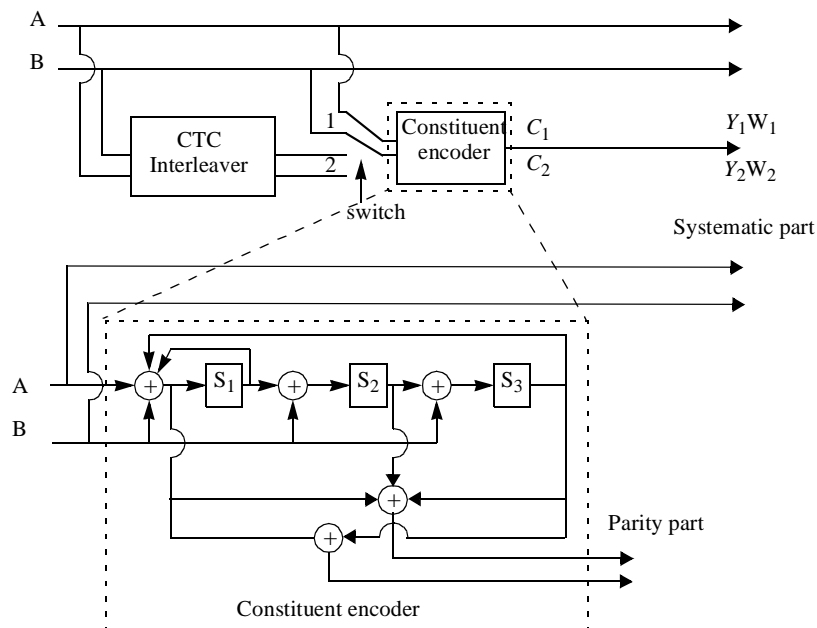 A
B
1
CTC
Interleaver
2
switch
Constituent
encoder
C1
C2
Y1W1
Y2W2
Systematic part
A
B
+
S1
+
S2
+
S3
+
+
Parity part
Constituent encoder